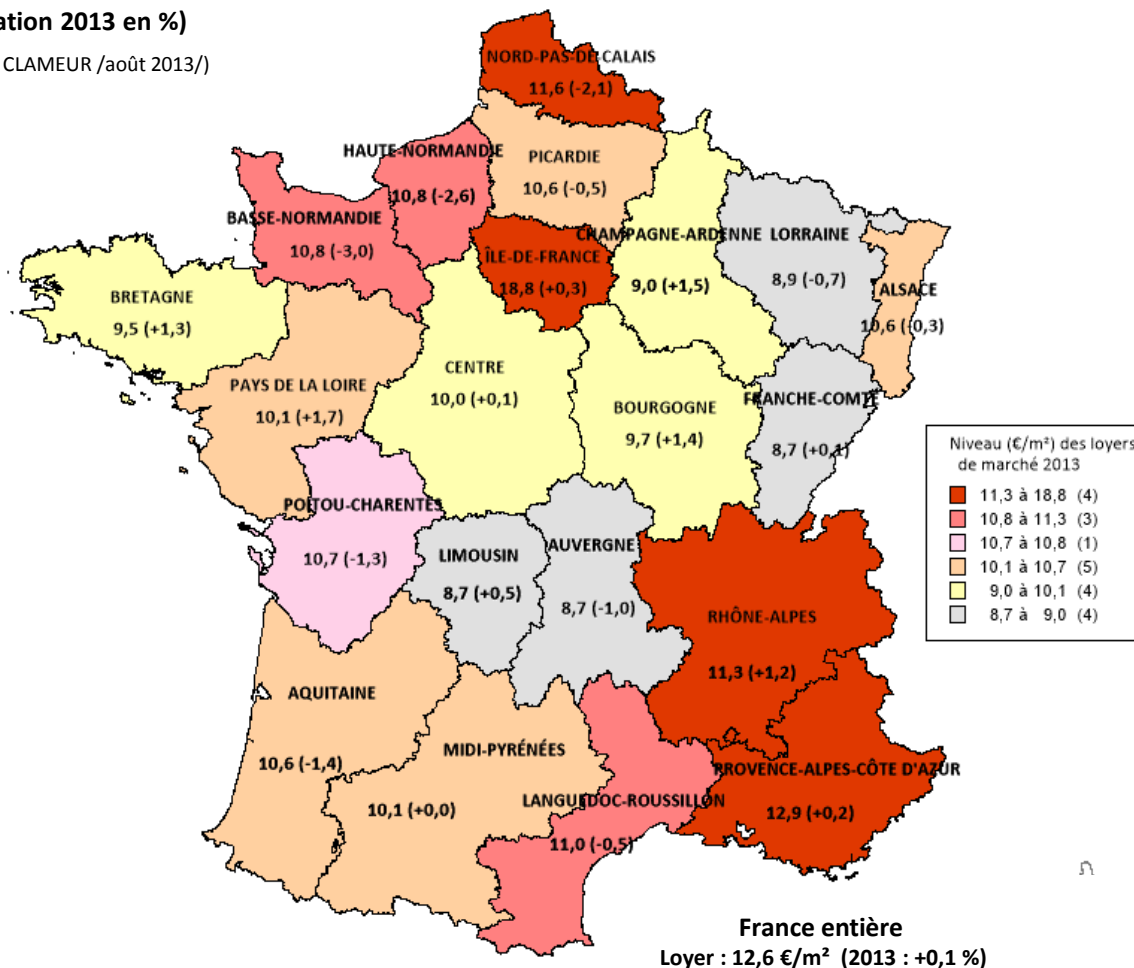 ation 2013 en %)
CLAMEUR /août 2013/)
NORD-PAS-DE-CALAIS
11,6 (-2,1)
HAUTE-NORMANDIE
10,8 (-2,6)
PICARDIE
10,6 (-0,5)
BASSE-NORMANDIE
10,8 (-3,0)
ÎLE-DE-FRANCE
18,8 (+0,3)
CHAMPAGNE-ARDENNE
9,0 (+1,5)
LORRAINE
8,9 (-0,7)
ALSACE
10,6 (-0,3)
BRETAGNE
9,5 (+1,3)
PAYS DE LA LOIRE
10,1 (+1,7)
CENTRE
10,0 (+0,1)
BOURGOGNE
9,7 (+1,4)
FRANCHE-COMTÉ
8,7 (+0,1)
Niveau (€/m²) des loyers
de marché 2013
11,3 à 18,8 (4)
10,8 à 11,3 (3)
10,7 à 10,8 (1)
10,1 à 10,7 (5)
9,0 à 10,1 (4)
8,7 à 9,0 (4)
POITOU-CHARENTES
10,7 (-1,3)
LIMOUSIN
8,7 (+0,5)
AUVERGNE
8,7 (-1,0)
RHÔNE-ALPES
11,3 (+1,2)
AQUITAINE
10,6 (-1,4)
MIDI-PYRÉNÉES
10,1 (+0,0)
LANGUEDOC-ROUSSILLON
11,0 (-0,5)
PROVENCE-ALPES-CÔTE D'AZUR
12,9 (+0,2)
France entière
Loyer : 12,6 €/m² (2013 : +0,1 %)